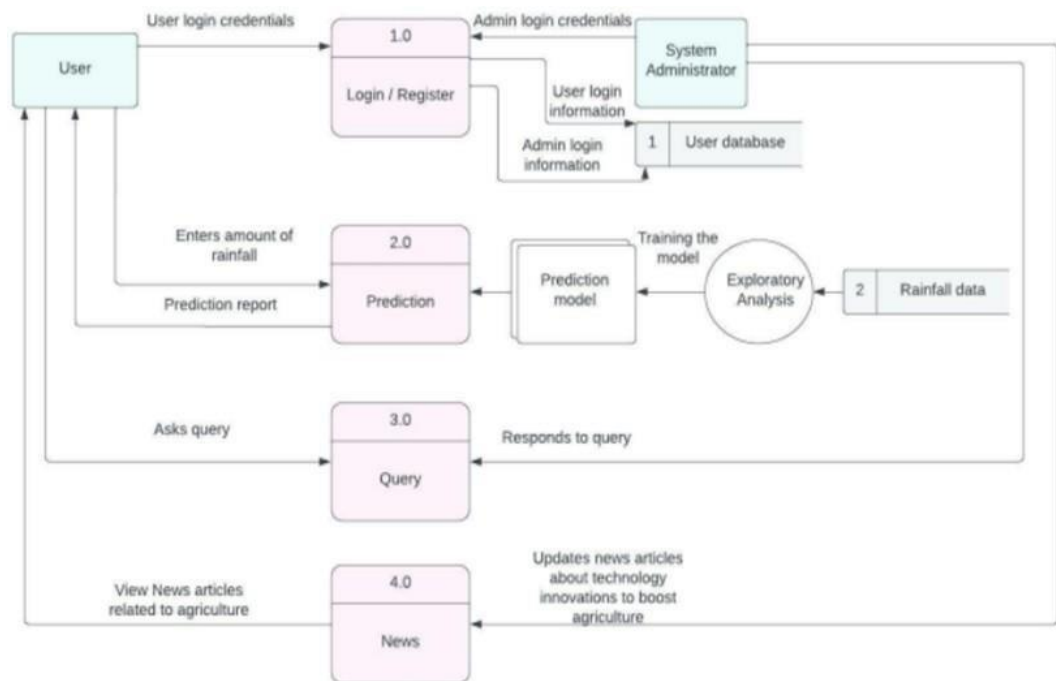 User login credentials
Admin login credentials
User
1.0
Login / Register
System
Administrator
User login
information
1
User database
Admin login
information
Enters amount of
rainfall
2.0
Prediction
Prediction report
Training the
model
Prediction
model
Exploratory
Analysis
2
Rainfall data
3.0
Query
Asks query
Responds to query
4.0
News
View News articles
related to agriculture
Updates news articles
about technology
innovations to boost
agriculture